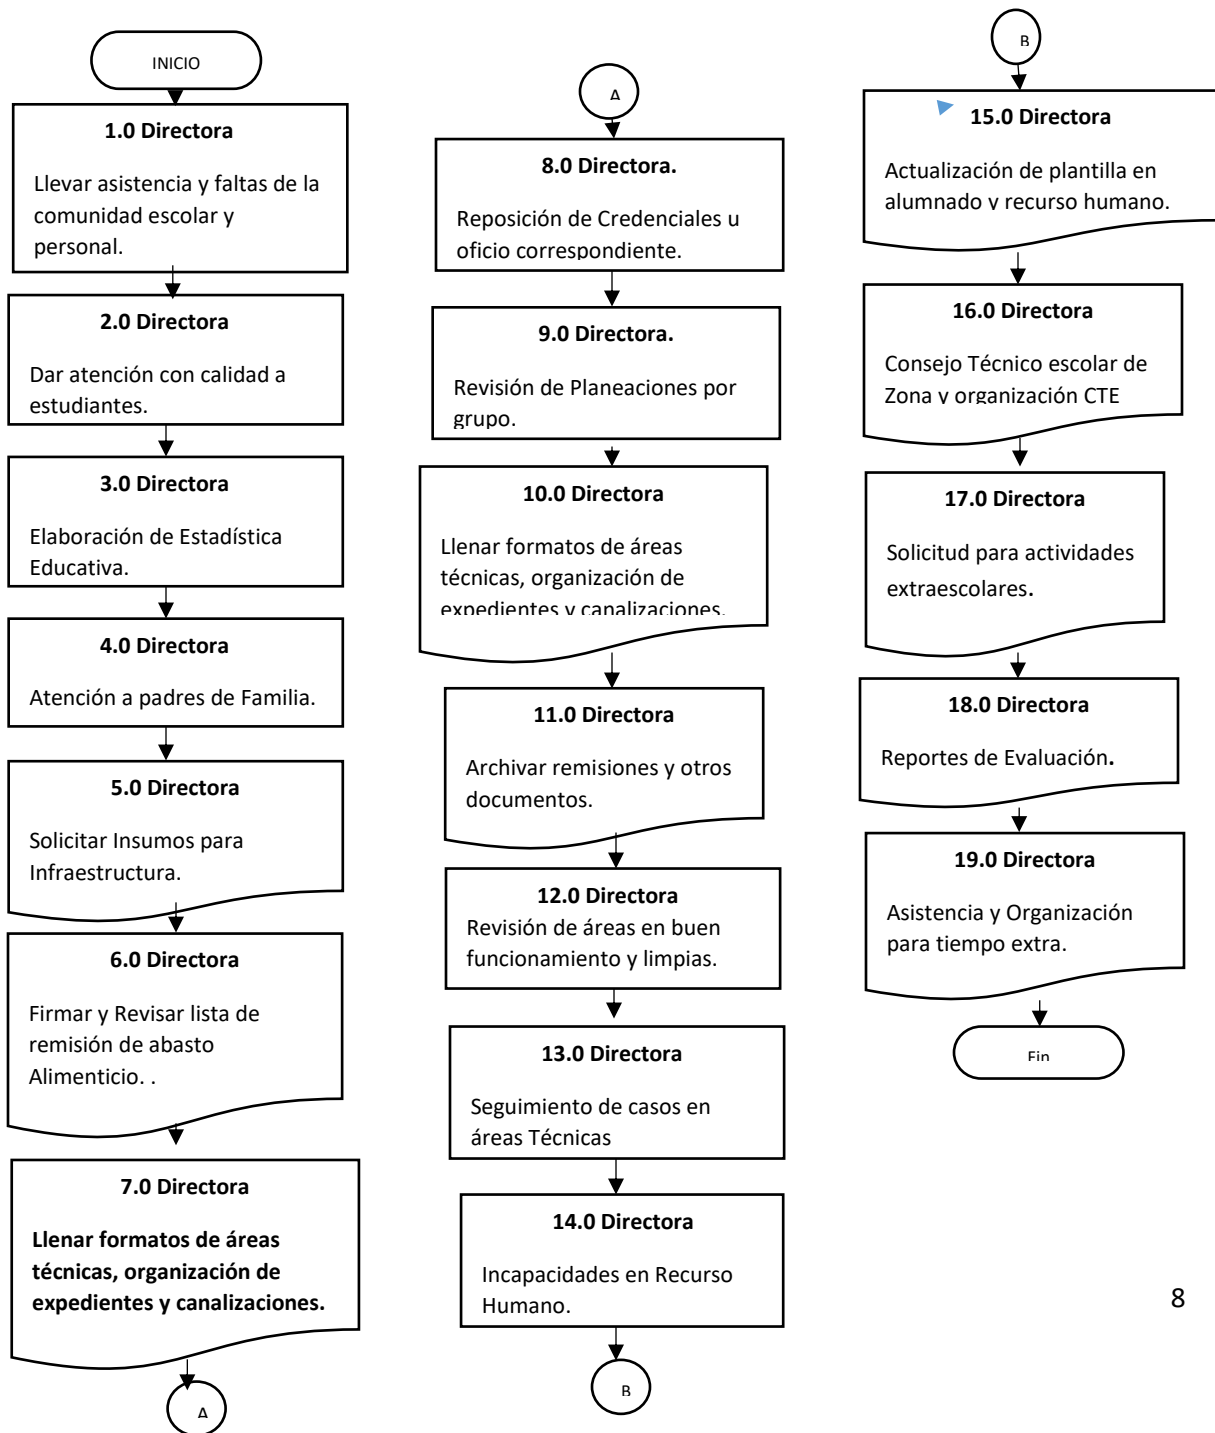 INICIO
1.0 Directora
Llevar asistencia y faltas de la
comunidad escolar y
personal.
2.0 Directora
Dar atención con calidad a
estudiantes.
3.0 Directora
Elaboración de Estadística
Educativa.
4.0 Directora
Atención a padres de Familia.
5.0 Directora
Solicitar Insumos para
Infraestructura.
6.0 Directora
Firmar y Revisar lista de
remisión de abasto
Alimenticio. .
7.0 Directora
Llenar formatos de áreas
técnicas, organización de
expedientes y canalizaciones.
A
A
8.0 Directora.
Reposición de Credenciales u
oficio correspondiente.
9.0 Directora.
Revisión de Planeaciones por
grupo.
10.0 Directora
Llenar formatos de áreas
técnicas, organización de
expedientes y canalizaciones.
11.0 Directora
Archivar remisiones y otros
documentos.
12.0 Directora
Revisión de áreas en buen
funcionamiento y limpias.
13.0 Directora
Seguimiento de casos en
áreas Técnicas
14.0 Directora
Incapacidades en Recurso
Humano.
B
B
15.0 Directora
Actualización de plantilla en
alumnado y recurso humano.
16.0 Directora
Consejo Técnico escolar de
Zona y organización CTE
17.0 Directora
Solicitud para actividades
extraescolares.
18.0 Directora
Reportes de Evaluación.
19.0 Directora
Asistencia y Organización
para tiempo extra.
Fin
8